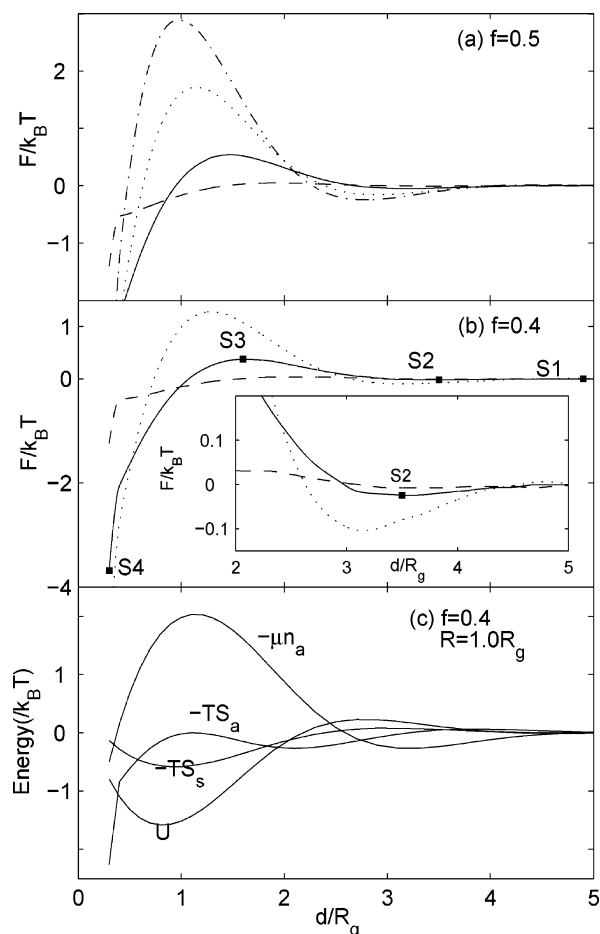 (a) f=0.5
2
1
0
−1
F/k_BT
(b) f=0.4
1
0
−2
−4
F/k_BT
S3
S2
S1
S4
0.1
0
−0.1
F/k_BT
S2
2
3
4
5
d/R_g
(c) f=0.4
R=1.0R_g
−μn_a
−TS_a
−TS_s
U
1
0
−1
Energy(/k_BT)
0
1
2
3
4
5
d/R_g